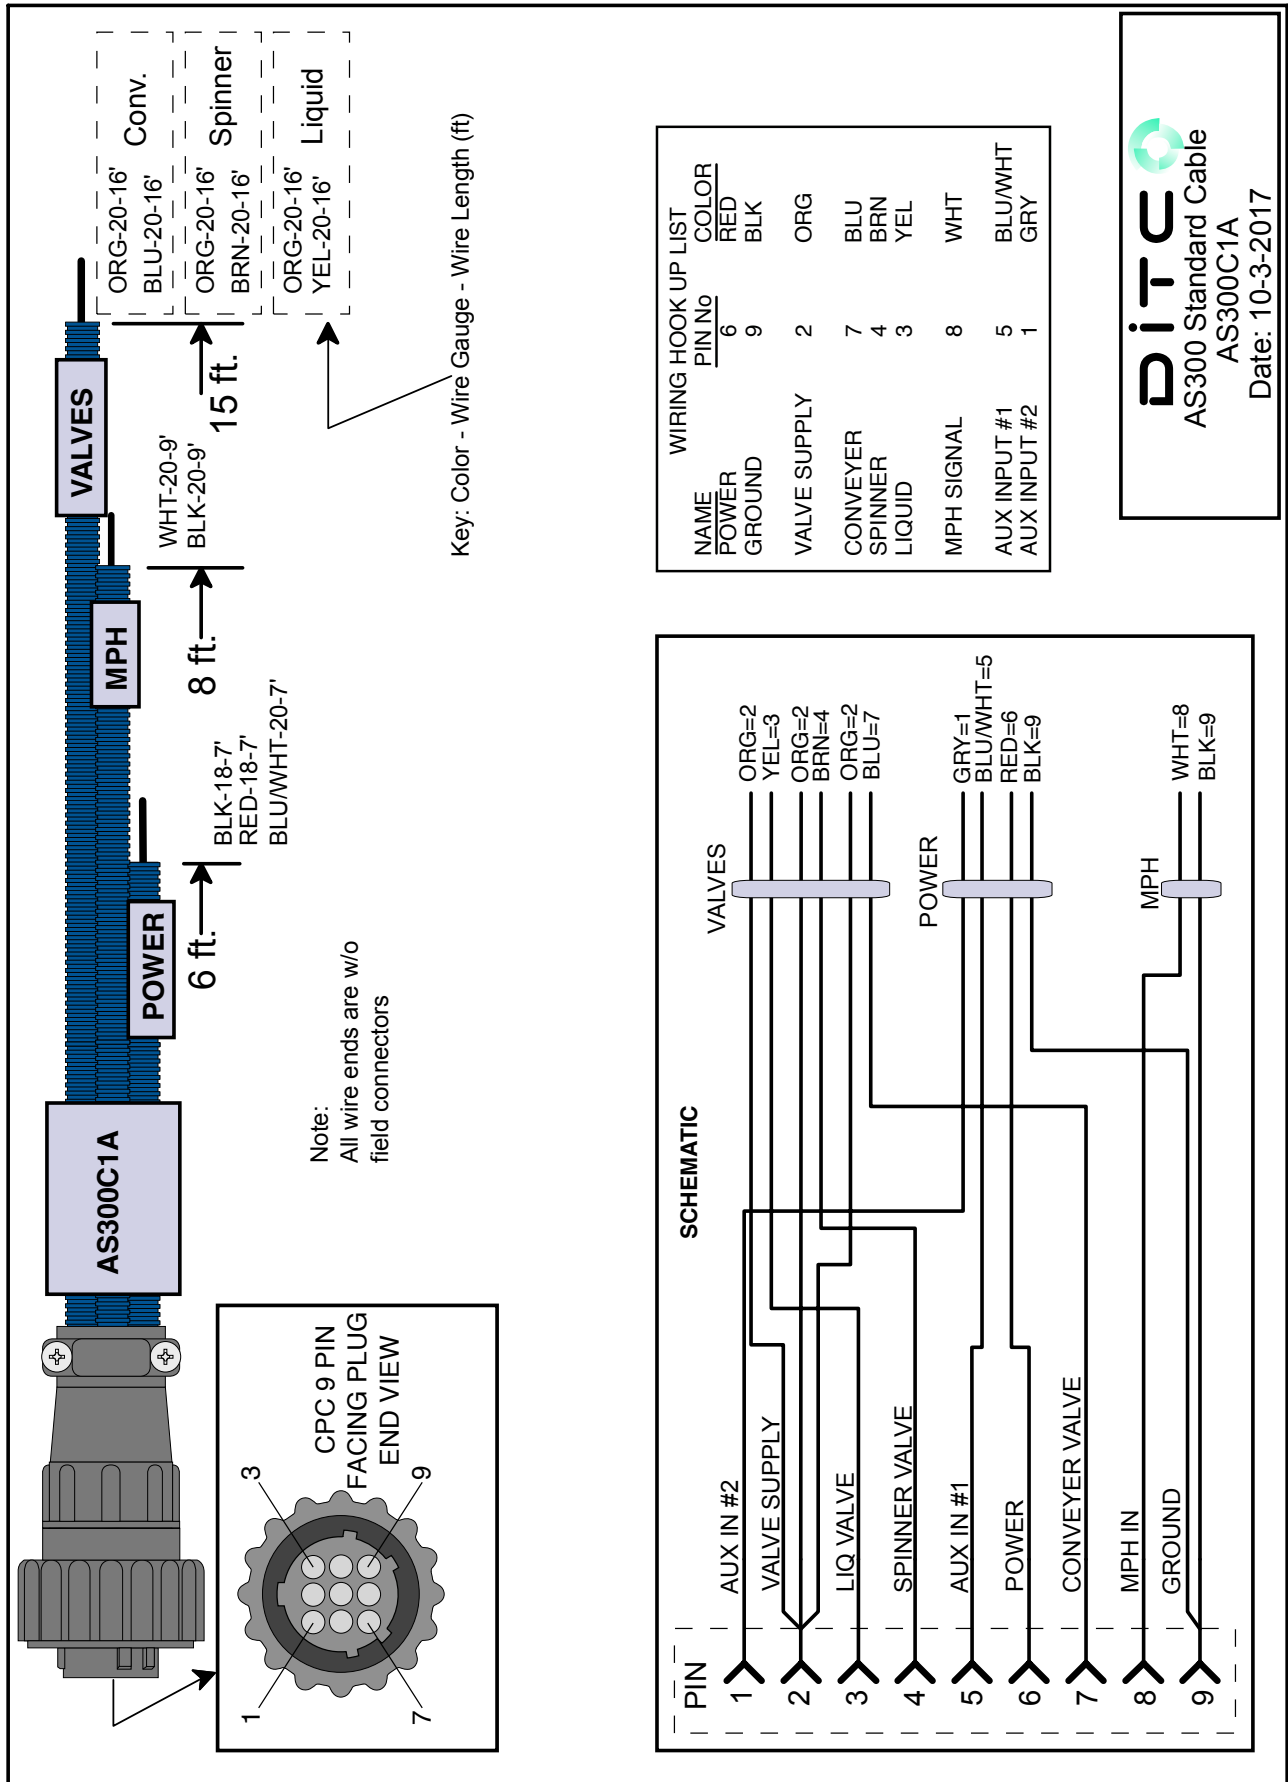 AS300C1A
POWER
MPH
VALVES
6 ft.
8 ft.
15 ft.
BLK-18-7'
RED-18-7'
BLU/WHT-20-7'
WHT-20-9'
BLK-20-9'
ORG-20-16'
BLU-20-16'
Conv.
ORG-20-16'
BRN-20-16'
Spinner
ORG-20-16'
YEL-20-16'
Liquid
Key: Color - Wire Gauge - Wire Length (ft)
Note:
All wire ends are w/o
field connectors
CPC 9 PIN
FACING PLUG
END VIEW
1
3
7
9
SCHEMATIC
PIN
1 AUX IN #2
2 VALVE SUPPLY
3 LIQ VALVE
4 SPINNER VALVE
5 AUX IN #1
6 POWER
7 CONVEYER VALVE
8 MPH IN
9 GROUND
VALVES
ORG=2
YEL=3
ORG=2
BRN=4
ORG=2
BLU=7
POWER
GRY=1
BLU/WHT=5
RED=6
BLK=9
MPH
WHT=8
BLK=9
WIRING HOOK UP LIST
NAME PIN No COLOR
POWER 6 RED
GROUND 9 BLK
VALVE SUPPLY 2 ORG
CONVEYER 7 BLU
SPINNER 4 BRN
LIQUID 3 YEL
MPH SIGNAL 8 WHT
AUX INPUT #1 5 BLU/WHT
AUX INPUT #2 1 GRY
DiTC
AS300 Standard Cable
AS300C1A
Date: 10-3-2017